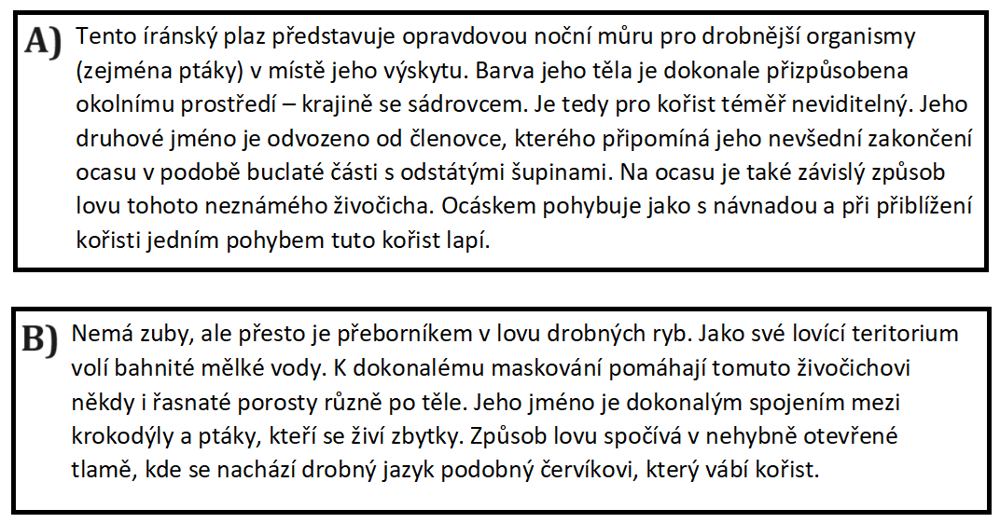 A) Tento íránský plaz představuje opravdovou noční můru pro drobnější organismy
(zejména ptáky) v místě jeho výskytu. Barva jeho těla je dokonale přizpůsobena
okolnímu prostředí – krajině se sádrovcem. Je tedy pro kořist téměř neviditelný. Jeho
druhové jméno je odvozeno od členovce, kterého připomíná jeho nevšední zakončení
ocasu v podobě buclaté části s odstátými šupinami. Na ocasu je také závislý způsob
lovu tohoto neznámého živočicha. Ocáskem pohybuje jako s návnadou a při přiblížení
kořisti jedním pohybem tuto kořist lapí.
B) Nemá zuby, ale přesto je přeborníkem v lovu drobných ryb. Jako své lovící teritorium
volí bahnité mělké vody. K dokonalému maskování pomáhají tomuto živočichovi
někdy i řasnaté porosty různě po těle. Jeho jméno je dokonalým spojením mezi
krokodýly a ptáky, kteří se živí zbytky. Způsob lovu spočívá v nehybně otevřené
tlamě, kde se nachází drobný jazyk podobný červíkovi, který vábí kořist.